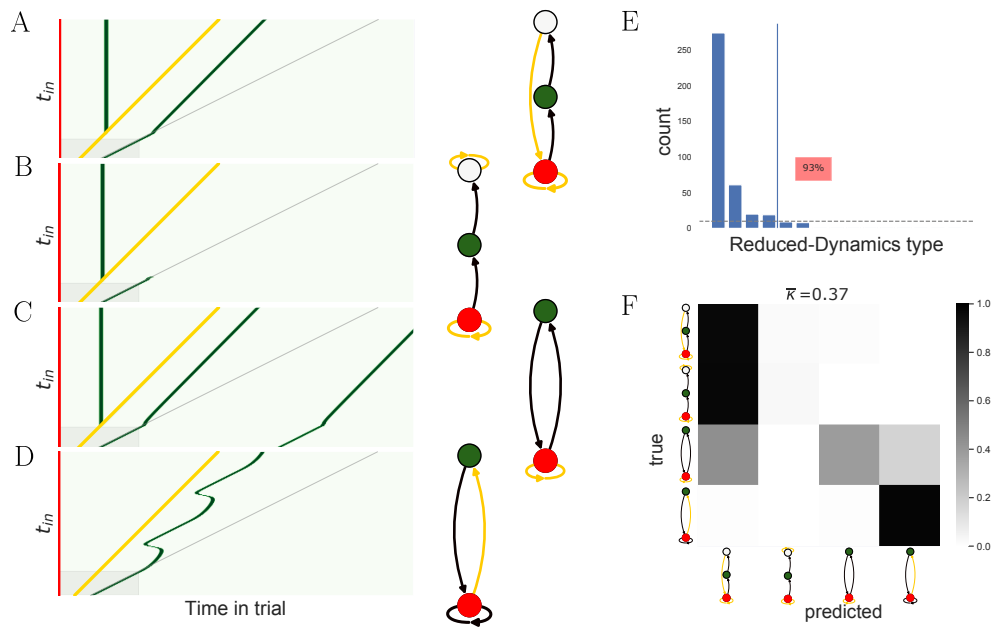 A
t_in
B
t_in
C
t_in
D
t_in
Time in trial
E
250
200
150
100
50
0
count
93%
Reduced-Dynamics type
F
κ̅=0.37
true
predicted
1.0
0.8
0.6
0.4
0.2
0.0